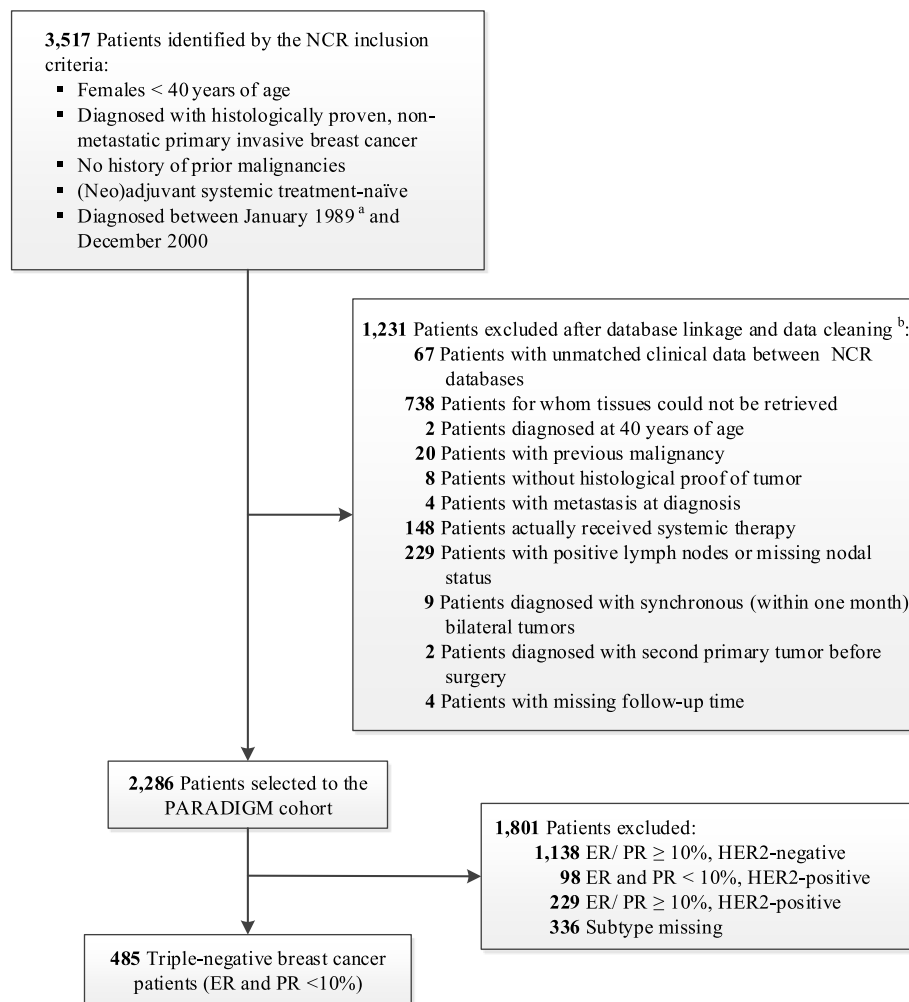 3,517 Patients identified by the NCR inclusion
criteria:
▪ Females < 40 years of age
▪ Diagnosed with histologically proven, non-
metastatic primary invasive breast cancer
▪ No history of prior malignancies
▪ (Neo)adjuvant systemic treatment-naïve
▪ Diagnosed between January 1989 a and
December 2000
1,231 Patients excluded after database linkage and data cleaning b:
67 Patients with unmatched clinical data between NCR
databases
738 Patients for whom tissues could not be retrieved
2 Patients diagnosed at 40 years of age
20 Patients with previous malignancy
8 Patients without histological proof of tumor
4 Patients with metastasis at diagnosis
148 Patients actually received systemic therapy
229 Patients with positive lymph nodes or missing nodal
status
9 Patients diagnosed with synchronous (within one month)
bilateral tumors
2 Patients diagnosed with second primary tumor before
surgery
4 Patients with missing follow-up time
2,286 Patients selected to the
PARADIGM cohort
1,801 Patients excluded:
1,138 ER/ PR ≥ 10%, HER2-negative
98 ER and PR < 10%, HER2-positive
229 ER/ PR ≥ 10%, HER2-positive
336 Subtype missing
485 Triple-negative breast cancer
patients (ER and PR <10%)